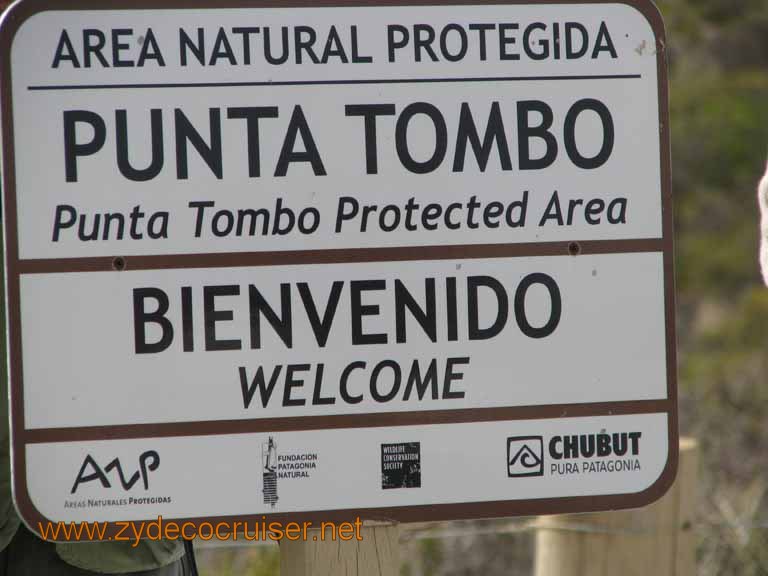 AREA NATURAL PROTEGIDA
PUNTA TOMBO
Punta Tombo Protected Area
BIENVENIDO
WELCOME
ANP
AREAS NATURALES PROTEGIDAS
FUNDACION
PATAGONIA
NATURAL
WILDLIFE
CONSERVATION
SOCIETY
CHUBUT
PURA PATAGONIA
www.zydecocruiser.net